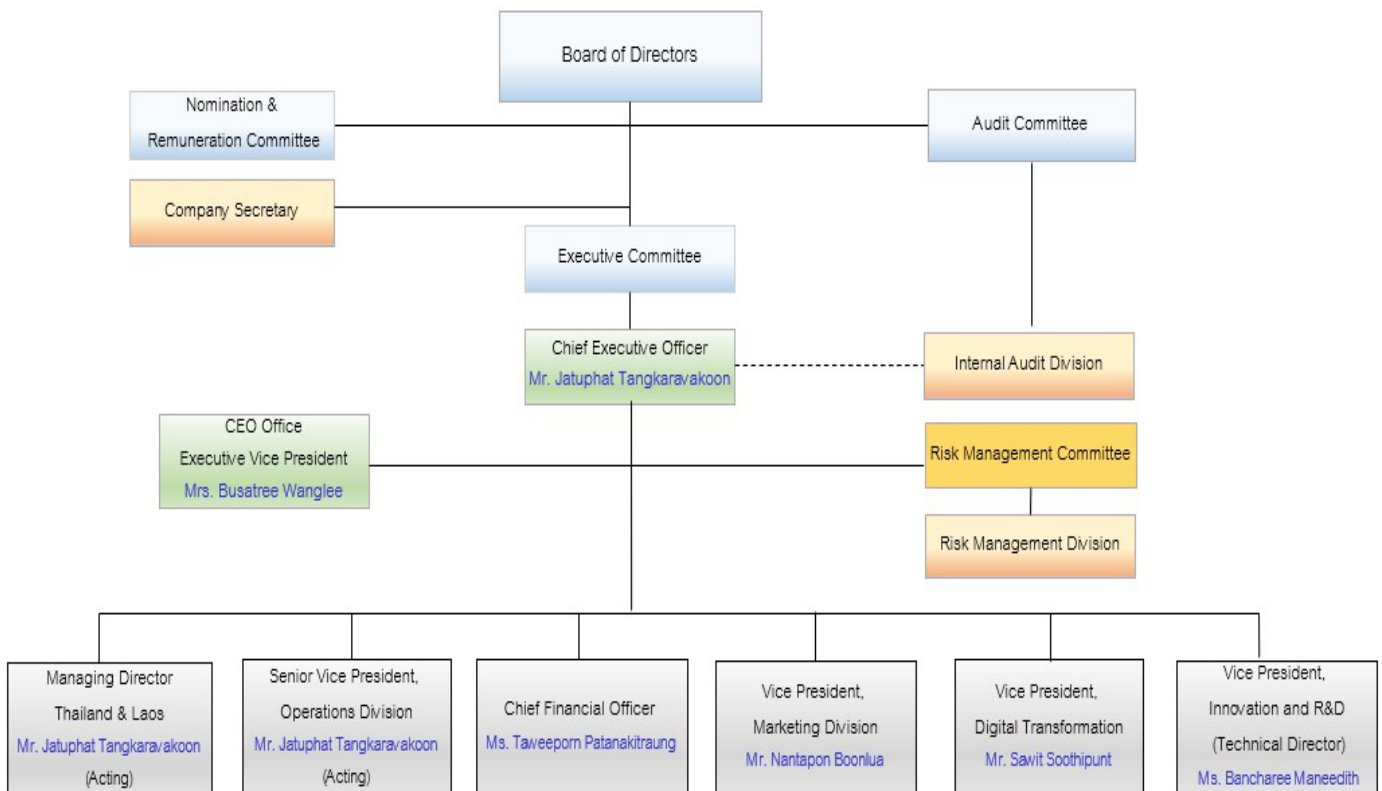 Board of Directors
Nomination &
Remuneration Committee
Audit Committee
Company Secretary
Executive Committee
Chief Executive Officer
Mr. Jatuphat Tangkaravakoon
Internal Audit Division
CEO Office
Executive Vice President
Mrs. Busatree Wanglee
Risk Management Committee
Risk Management Division
Managing Director
Thailand & Laos
Mr. Jatuphat Tangkaravakoon
(Acting)
Senior Vice President,
Operations Division
Mr. Jatuphat Tangkaravakoon
(Acting)
Chief Financial Officer
Ms. Taweeporn Patanakitraung
Vice President,
Marketing Division
Mr. Nantapon Boonlua
Vice President,
Digital Transformation
Mr. Sawit Soothipunt
Vice President,
Innovation and R&D
(Technical Director)
Ms. Bancharee Maneedith